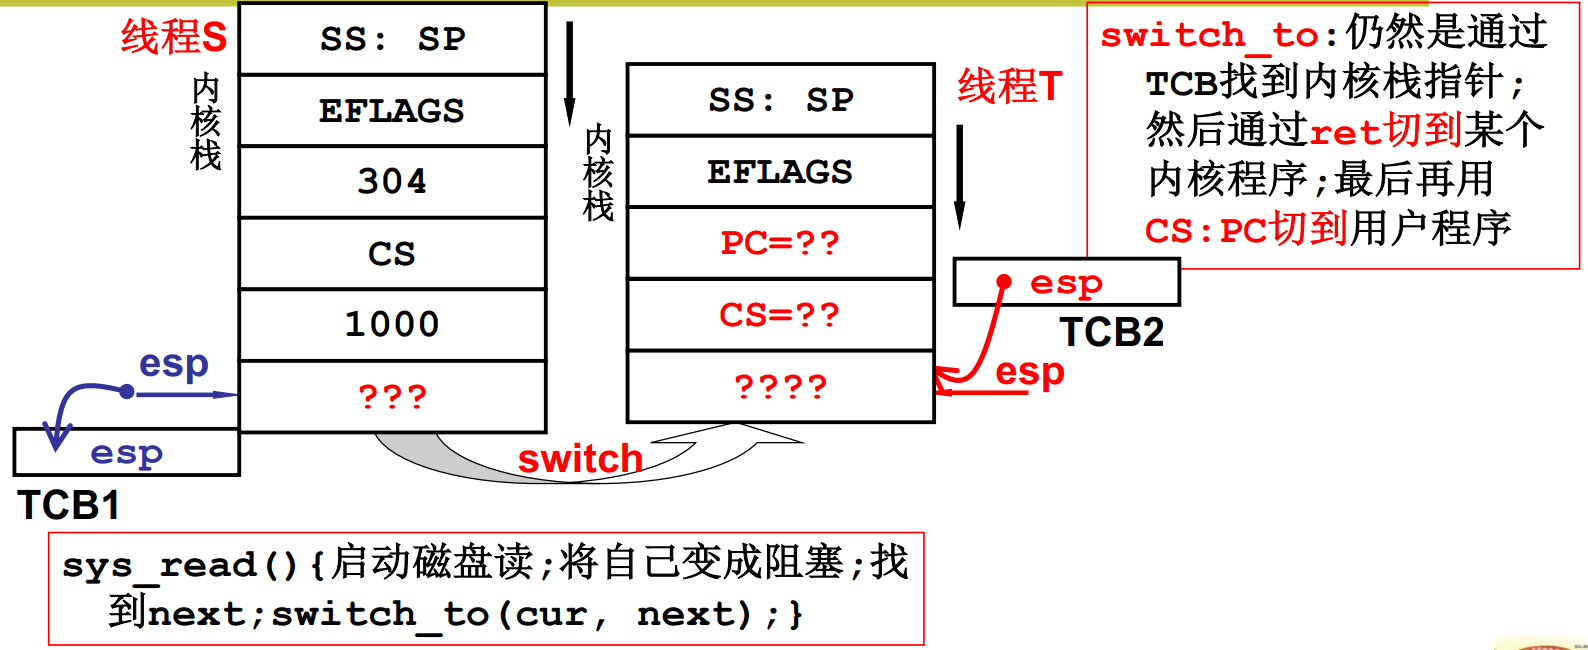 线程S
内核栈
SS: SP
EFLAGS
304
CS
1000
???
esp
esp
TCB1
switch
内核栈
SS: SP
EFLAGS
PC=??
CS=??
????
线程T
esp
TCB2
esp
switch_to:仍然是通过
TCB找到内核栈指针;
然后通过ret切到某个
内核程序;最后再用
CS:PC切到用户程序
sys_read(){启动磁盘读;将自己变成阻塞;找
到next;switch_to(cur, next);}